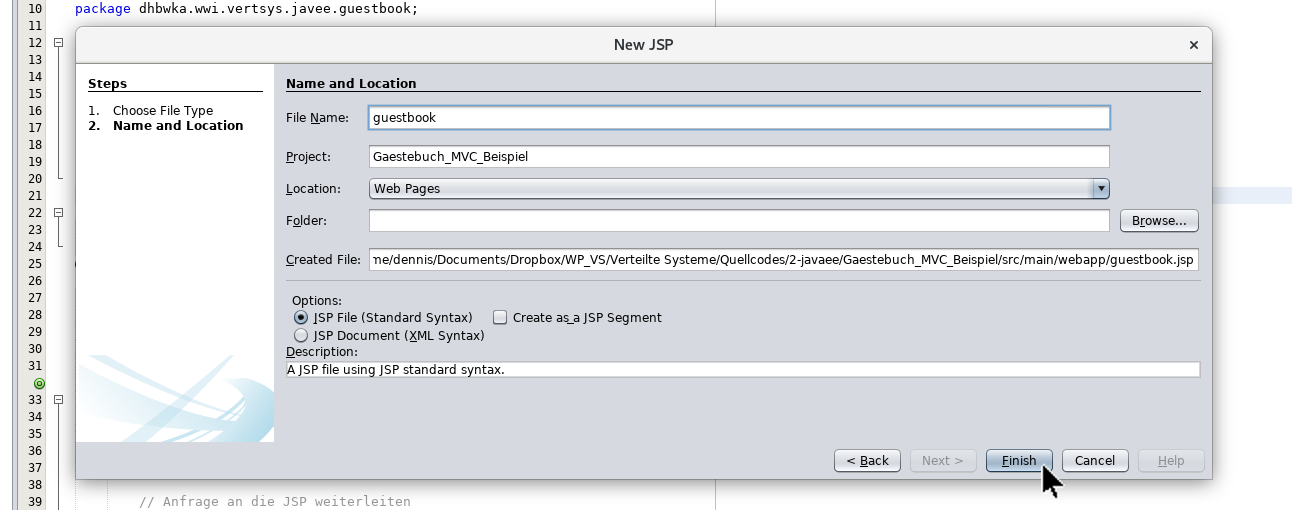 10 package dhbwka.wwi.vertsys.javee.guestbook;
11
12
13
14
15
16
17
18
19
20
21
22
23
24
25
26
27
28
29
30
31
33
34
35
36
37
38
39 // Anfrage an die JSP weiterleiten
New JSP
×
Steps
1. Choose File Type
2. Name and Location
Name and Location
File Name: guestbook
Project: Gaestebuch_MVC_Beispiel
Location: Web Pages
Folder: Browse...
Created File: me/dennis/Documents/Dropbox/WP_VS/Verteilte Systeme/Quellcodes/2-javaee/Gaestebuch_MVC_Beispiel/src/main/webapp/guestbook.jsp
Options:
JSP File (Standard Syntax) Create as a JSP Segment
JSP Document (XML Syntax)
Description:
A JSP file using JSP standard syntax.
< Back Next > Finish Cancel Help